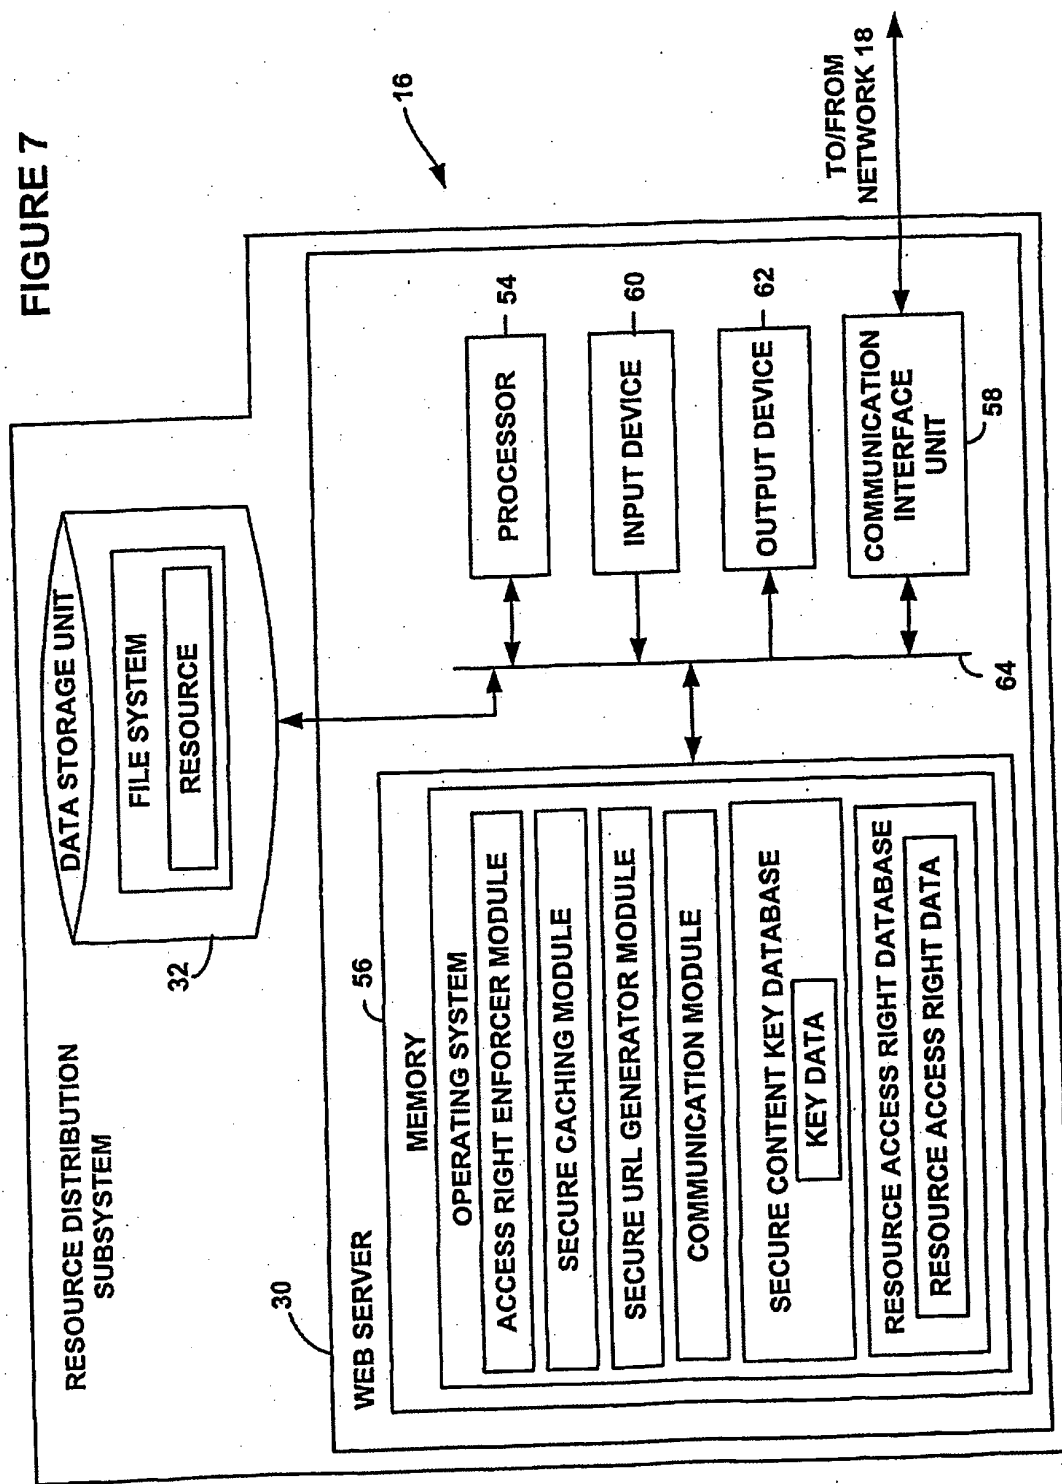 FIGURE 7
16
RESOURCE DISTRIBUTION
SUBSYSTEM
DATA STORAGE UNIT
FILE SYSTEM
RESOURCE
32
30
WEB SERVER
56
MEMORY
OPERATING SYSTEM
ACCESS RIGHT ENFORCER MODULE
SECURE CACHING MODULE
SECURE URL GENERATOR MODULE
COMMUNICATION MODULE
SECURE CONTENT KEY DATABASE
KEY DATA
RESOURCE ACCESS RIGHT DATABASE
RESOURCE ACCESS RIGHT DATA
PROCESSOR
54
INPUT DEVICE
60
OUTPUT DEVICE
62
COMMUNICATION
INTERFACE
UNIT
58
64
TO/FROM
NETWORK 18